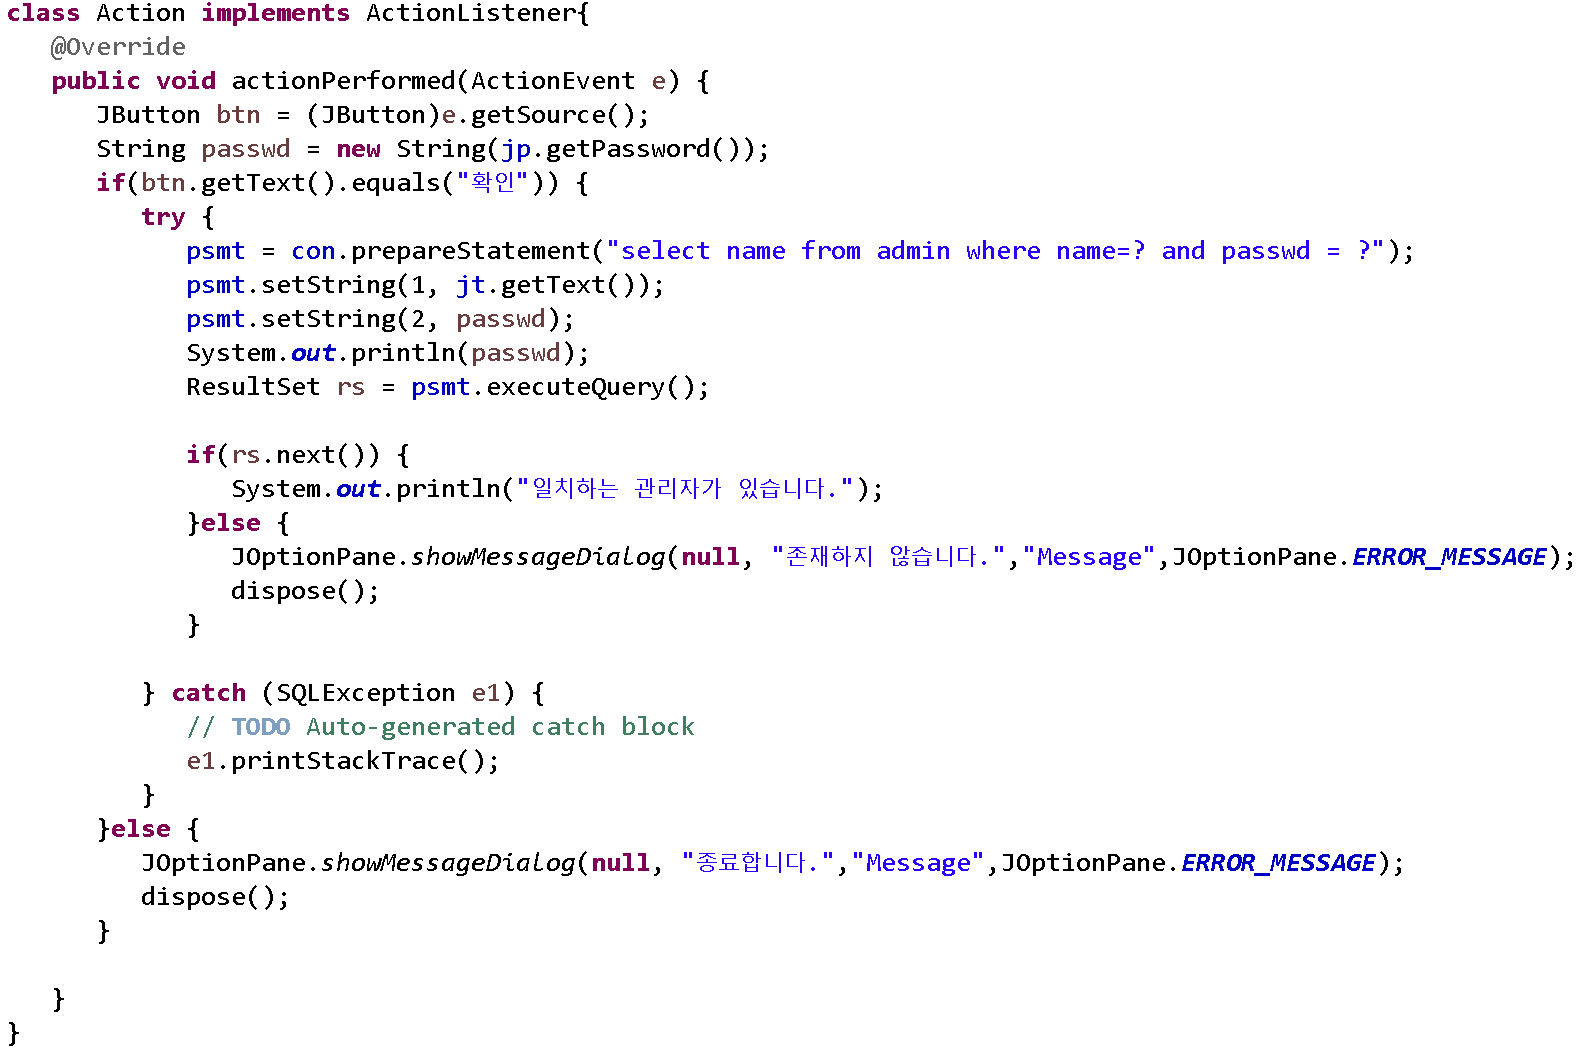 class Action implements ActionListener{
@Override
public void actionPerformed(ActionEvent e) {
JButton btn = (JButton)e.getSource();
String passwd = new String(jp.getPassword());
if(btn.getText().equals("확인")) {
try {
psmt = con.prepareStatement("select name from admin where name=? and passwd = ?");
psmt.setString(1, jt.getText());
psmt.setString(2, passwd);
System.out.println(passwd);
ResultSet rs = psmt.executeQuery();
if(rs.next()) {
System.out.println("일치하는 관리자가 있습니다.");
}else {
JOptionPane.showMessageDialog(null, "존재하지 않습니다.","Message",JOptionPane.ERROR_MESSAGE);
dispose();
}
} catch (SQLException e1) {
// TODO Auto-generated catch block
e1.printStackTrace();
}
}else {
JOptionPane.showMessageDialog(null, "종료합니다.","Message",JOptionPane.ERROR_MESSAGE);
dispose();
}
}
}